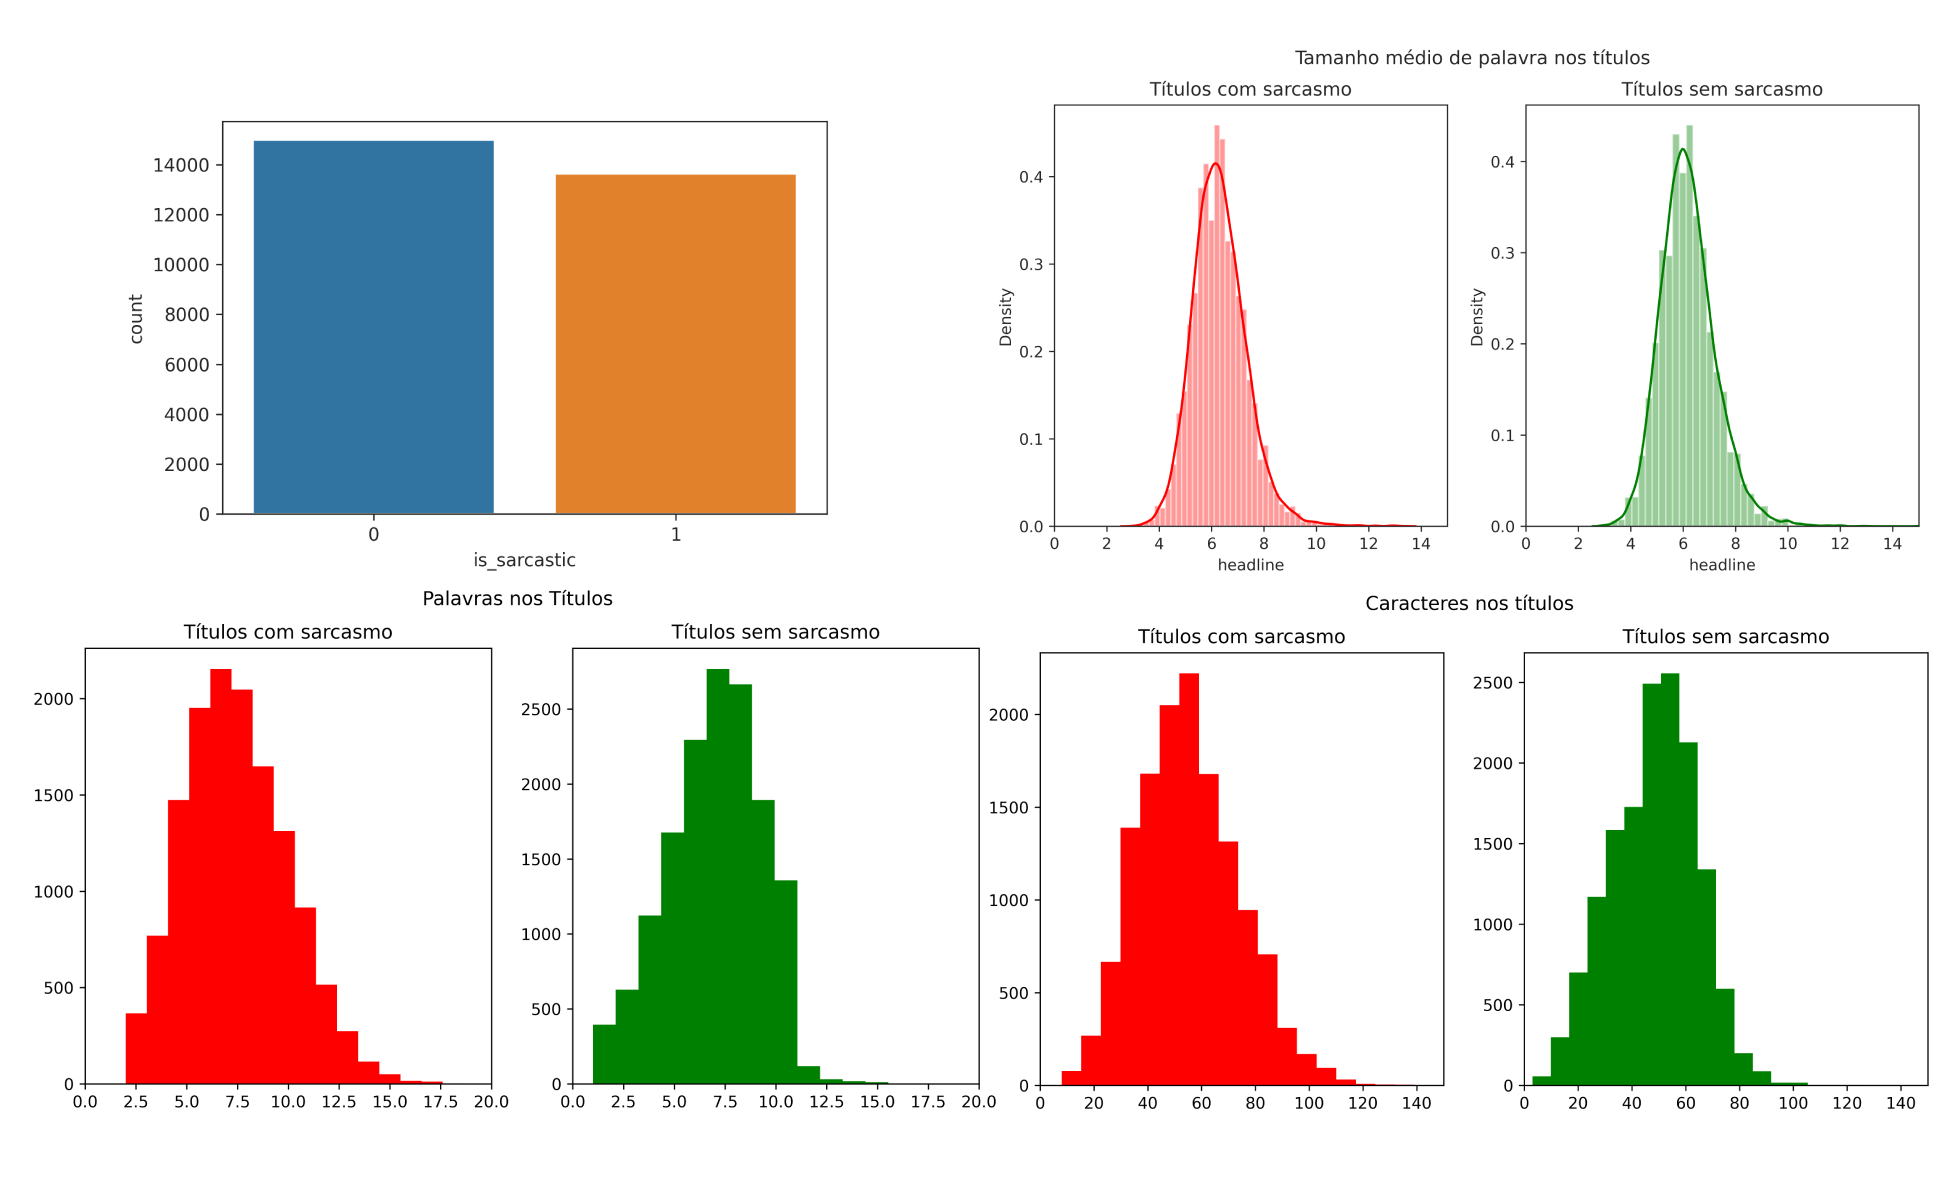 14000
12000
10000
8000
6000
4000
2000
0
count
0 1
is_sarcastic
Tamanho médio de palavra nos títulos
Títulos com sarcasmo
0.4
0.3
0.2
0.1
0.0
Density
0 2 4 6 8 10 12 14
headline
Títulos sem sarcasmo
0.4
0.3
0.2
0.1
0.0
Density
0 2 4 6 8 10 12 14
headline
Palavras nos Títulos
Títulos com sarcasmo
2000
1500
1000
500
0
0.0 2.5 5.0 7.5 10.0 12.5 15.0 17.5 20.0
Títulos sem sarcasmo
2500
2000
1500
1000
500
0
0.0 2.5 5.0 7.5 10.0 12.5 15.0 17.5 20.0
Caracteres nos títulos
Títulos com sarcasmo
2000
1500
1000
500
0
0 20 40 60 80 100 120 140
Títulos sem sarcasmo
2500
2000
1500
1000
500
0
0 20 40 60 80 100 120 140